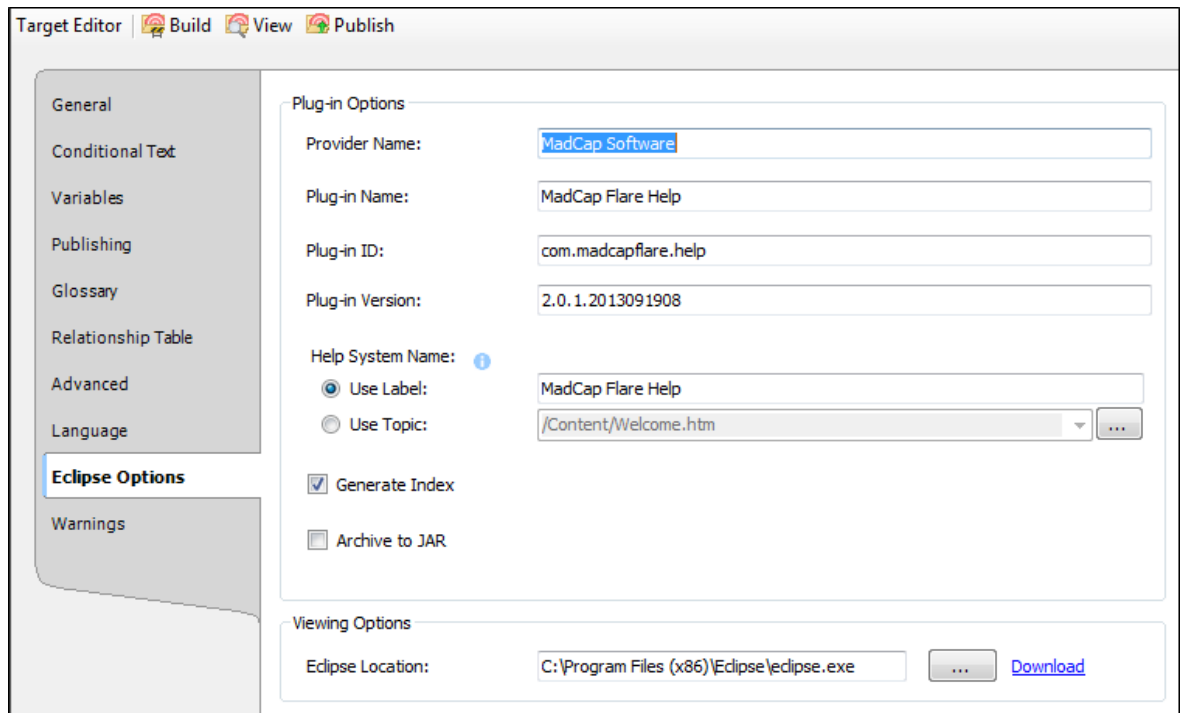 Target Editor Build View Publish
General
Conditional Text
Variables
Publishing
Glossary
Relationship Table
Advanced
Language
Eclipse Options
Warnings
Plug-in Options
Provider Name: MadCap Software
Plug-in Name: MadCap Flare Help
Plug-in ID: com.madcapflare.help
Plug-in Version: 2.0.1.2013091908
Help System Name:
Use Label: MadCap Flare Help
Use Topic: /Content/Welcome.htm ...
Generate Index
Archive to JAR
Viewing Options
Eclipse Location: C:\Program Files (x86)\Eclipse\eclipse.exe ... Download